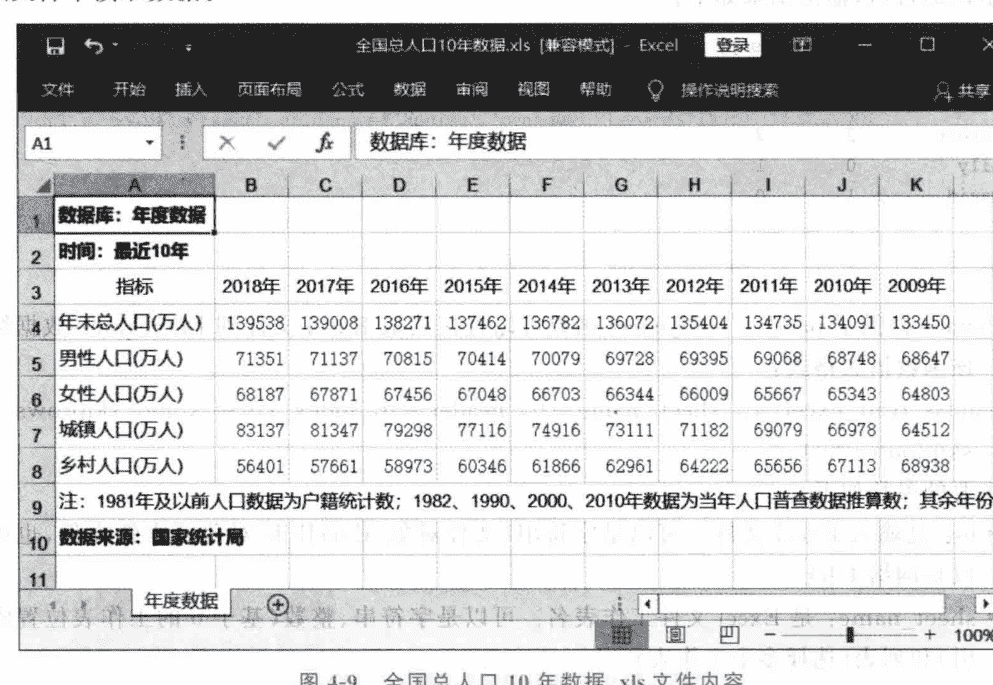 全国总人口10年数据.xls [兼容模式] - Excel 登录
文件 开始 插入 页面布局 公式 数据 审阅 视图 帮助 操作说明搜索 共享
A1 fx 数据库：年度数据
A B C D E F G H I J K
1 数据库：年度数据
2 时间：最近10年
3 指标 2018年 2017年 2016年 2015年 2014年 2013年 2012年 2011年 2010年 2009年
4 年末总人口(万人) 139538 139008 138271 137462 136782 136072 135404 134735 134091 133450
5 男性人口(万人) 71351 71137 70815 70414 70079 69728 69395 69068 68748 68647
6 女性人口(万人) 68187 67871 67456 67048 66703 66344 66009 65667 65343 64803
7 城镇人口(万人) 83137 81347 79298 77116 74916 73111 71182 69079 66978 64512
8 乡村人口(万人) 56401 57661 58973 60346 61866 62961 64222 65656 67113 68938
9 注：1981年及以前人口数据为户籍统计数；1982、1990、2000、2010年数据为当年人口普查数据推算数；其余年份
10 数据来源：国家统计局
11
年度数据
100%
图 4-9 全国总人口 10 年数据 .xls 文件内容